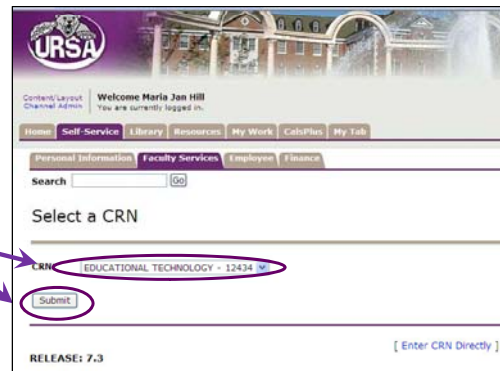 URSA
Content/Layout
Channel Admin
Welcome Maria Jan Hill
You are currently logged in.
Home Self-Service Library Resources My Work CalsPlus My Tab
Personal Information Faculty Services Employee Finance
Search Go
Select a CRN
CRN: EDUCATIONAL TECHNOLOGY - 12434
Submit
[ Enter CRN Directly ]
RELEASE: 7.3